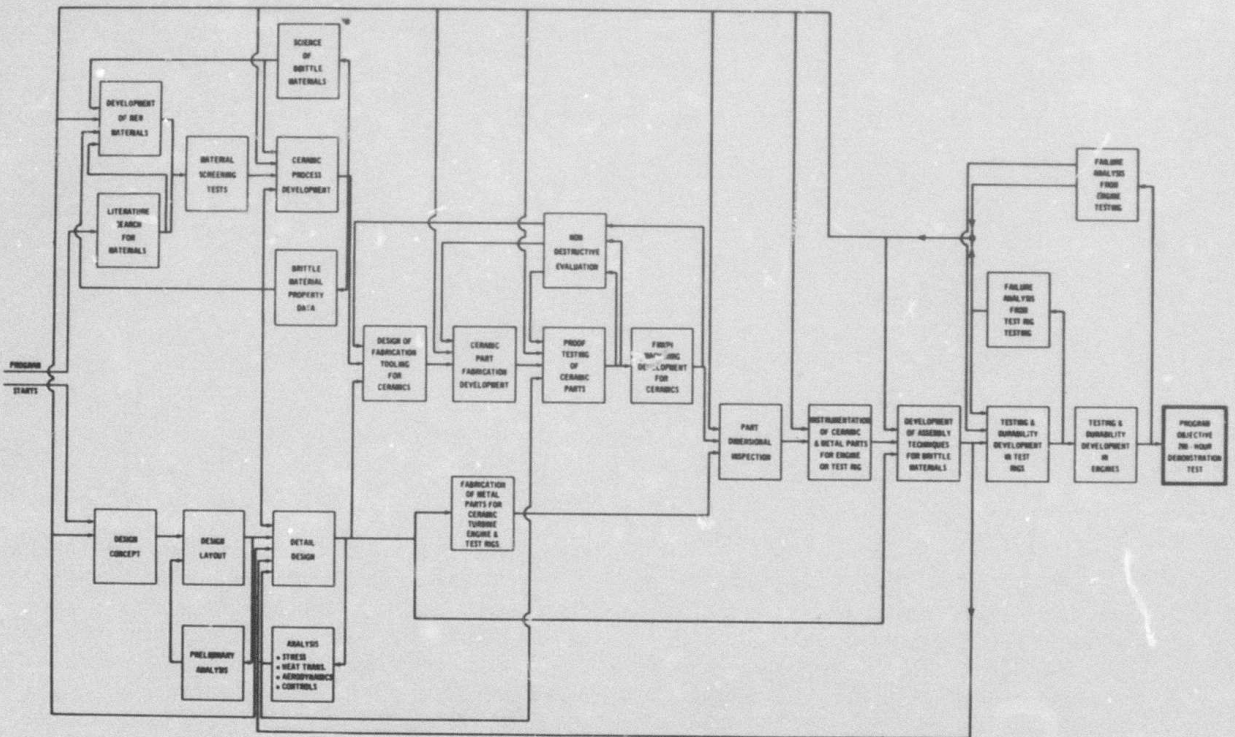 SCIENCE
OF
BRITTLE
MATERIALS
DEVELOPMENT
OF NEW
MATERIALS
MATERIAL
SCREENING
TESTS
CERAMIC
PROCESS
DEVELOPMENT
FAILURE
ANALYSIS
FROM
ENGINE
TESTING
LITERATURE
SEARCH
FOR
MATERIALS
NON
DESTRUCTIVE
EVALUATION
BRITTLE
MATERIAL
PROPERTY
DATA
FAILURE
ANALYSIS
FROM
TEST RIG
TESTING
PROGRAM
STARTS
DESIGN OF
FABRICATION
TOOLING
FOR
CERAMICS
CERAMIC
PART
FABRICATION
DEVELOPMENT
PROOF
TESTING
OF
CERAMIC
PARTS
FINISH
MACHINING
DEVELOPMENT
FOR
CERAMICS
PART
DIMENSIONAL
INSPECTION
INSTRUMENTATION
OF CERAMIC
& METAL PARTS
FOR ENGINE
OR TEST RIG
DEVELOPMENT
OF ASSEMBLY
TECHNIQUES
FOR BRITTLE
MATERIALS
TESTING &
DURABILITY
DEVELOPMENT
IN TEST
RIGS
TESTING &
DURABILITY
DEVELOPMENT
IN
ENGINES
PROGRAM
OBJECTIVE
200-HOUR
DEMONSTRATION
TEST
DESIGN
CONCEPT
DESIGN
LAYOUT
DETAIL
DESIGN
FABRICATION
OF METAL
PARTS FOR
CERAMIC
TURBINE
ENGINE &
TEST RIGS
PRELIMINARY
ANALYSIS
ANALYSIS
• STRESS
• HEAT TRANS.
• AERODYNAMICS
• CONTROLS